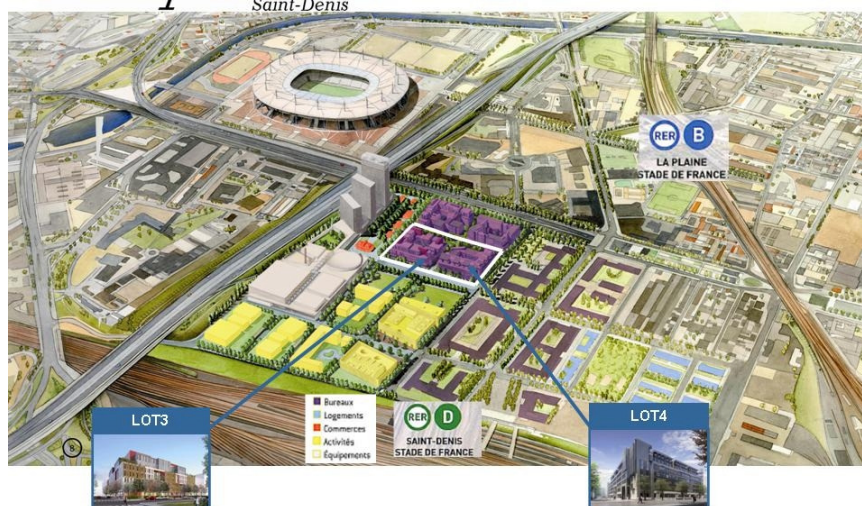 Saint-Denis
RER B
LA PLAINE
STADE DE FRANCE
LOT3
Bureaux
Logements
Commerces
Activités
Équipements
RER D
SAINT-DENIS
STADE DE FRANCE
LOT4